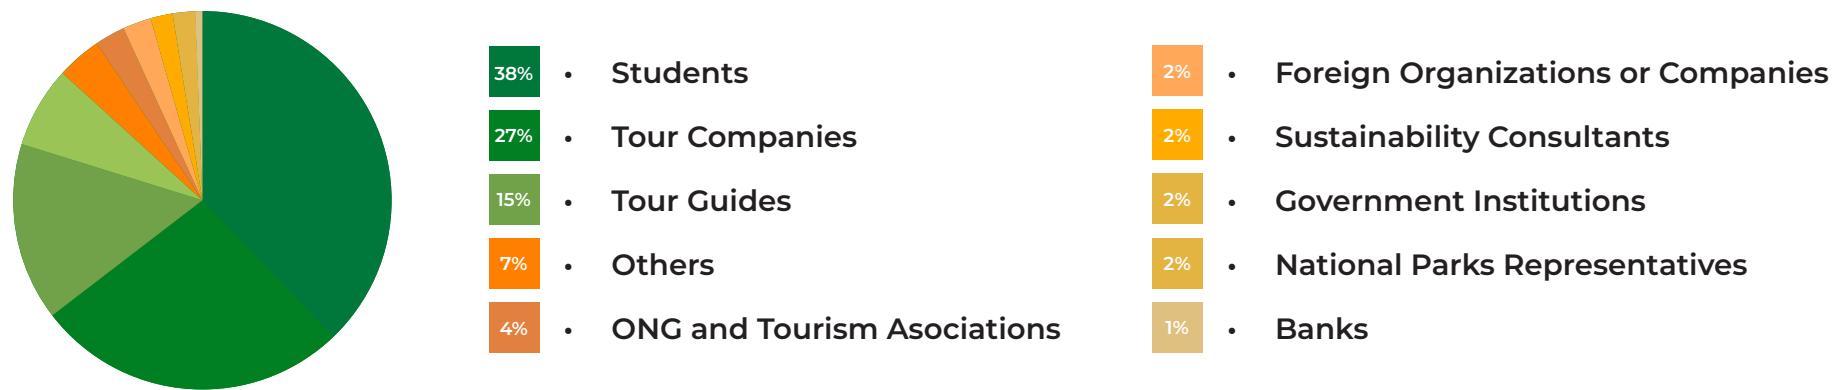 38% • Students
27% • Tour Companies
15% • Tour Guides
7% • Others
4% • ONG and Tourism Asociations
2% • Foreign Organizations or Companies
2% • Sustainability Consultants
2% • Government Institutions
2% • National Parks Representatives
1% • Banks